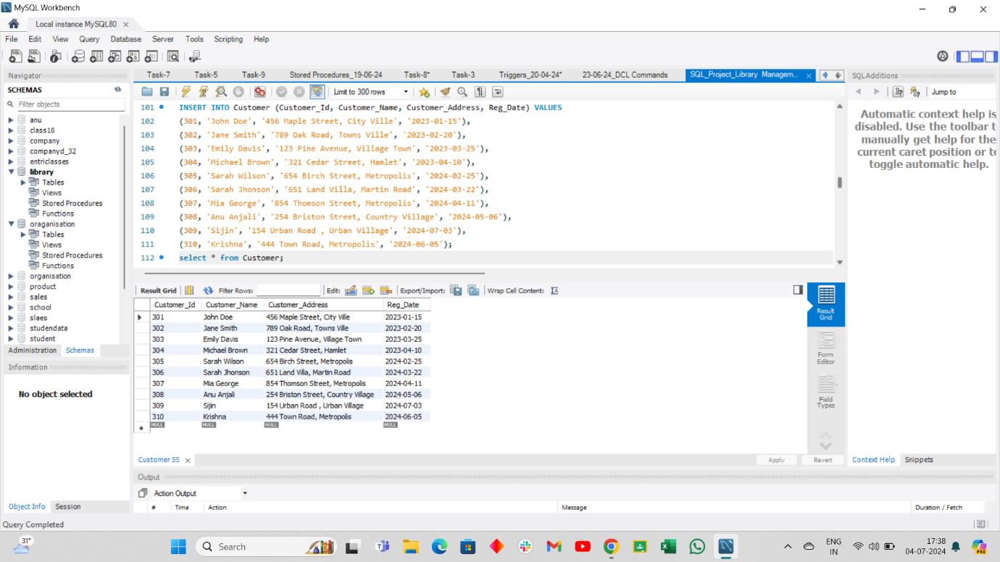 MySQL Workbench
Local instance MySQL80
File Edit View Query Database Server Tools Scripting Help
Navigator
SCHEMAS
Filter objects
anu
class10
company
companyd_32
entriclasses
library
Tables
Views
Stored Procedures
Functions
oraganisation
Tables
Views
Stored Procedures
Functions
organisation
product
sales
school
slaes
studendata
student
Administration Schemas
Information
No object selected
Object Info Session
Query Completed
Task-7 Task-5 Task-9 Stored Procedures_19-06-24 Task-8* Task-3 Triggers_20-04-24* 23-06-24_DCL Commands SQL_Project_Library Managem...
Limit to 300 rows
101 INSERT INTO Customer (Customer_Id, Customer_Name, Customer_Address, Reg_Date) VALUES
102 (301, 'John Doe', '456 Maple Street, City Ville', '2023-01-15'),
103 (302, 'Jane Smith', '789 Oak Road, Towns Ville', '2023-02-20'),
104 (303, 'Emily Davis', '123 Pine Avenue, Village Town', '2023-03-25'),
105 (304, 'Michael Brown', '321 Cedar Street, Hamlet', '2023-04-10'),
106 (305, 'Sarah Wilson', '654 Birch Street, Metropolis', '2024-02-25'),
107 (306, 'Sarah Jhonson', '651 Land Villa, Martin Road', '2024-03-22'),
108 (307, 'Mia George', '854 Thomson Street, Metropolis', '2024-04-11'),
109 (308, 'Anu Anjali', '254 Briston Street, Country Village', '2024-05-06'),
110 (309, 'Sijin', '154 Urban Road , Urban Village', '2024-07-03'),
111 (310, 'Krishna', '444 Town Road, Metropolis', '2024-06-05');
112 select * from Customer;
Result Grid Filter Rows: Edit: Export/Import: Wrap Cell Content:
Customer_Id Customer_Name Customer_Address Reg_Date
301 John Doe 456 Maple Street, City Ville 2023-01-15
302 Jane Smith 789 Oak Road, Towns Ville 2023-02-20
303 Emily Davis 123 Pine Avenue, Village Town 2023-03-25
304 Michael Brown 321 Cedar Street, Hamlet 2023-04-10
305 Sarah Wilson 654 Birch Street, Metropolis 2024-02-25
306 Sarah Jhonson 651 Land Villa, Martin Road 2024-03-22
307 Mia George 854 Thomson Street, Metropolis 2024-04-11
308 Anu Anjali 254 Briston Street, Country Village 2024-05-06
309 Sijin 154 Urban Road , Urban Village 2024-07-03
310 Krishna 444 Town Road, Metropolis 2024-06-05
NULL NULL NULL NULL
Result
Grid
Form
Editor
Field
Types
Customer 55
Apply Revert
Output
Action Output
# Time Action Message Duration / Fetch
SQLAdditions
Jump to
Automatic context help is
disabled. Use the toolbar t
manually get help for the
current caret position or to
toggle automatic help.
Context Help Snippets
31°
Search
ENG
IN
17:38
04-07-2024
PRE